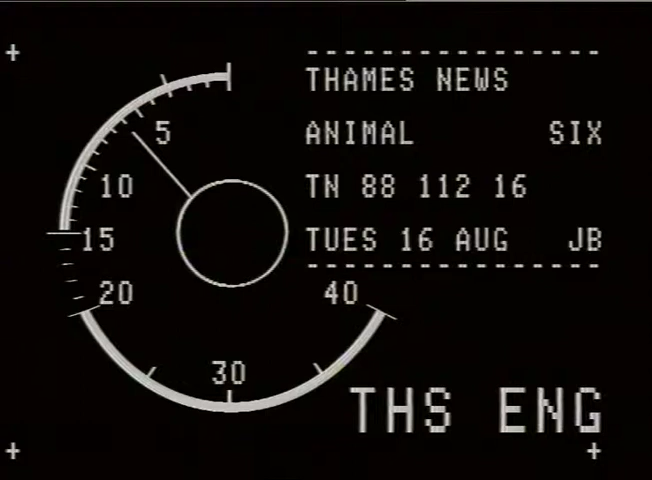 THAMES NEWS
ANIMAL SIX
TN 88 112 16
TUES 16 AUG JB
5
10
15
20
30
40
THS ENG